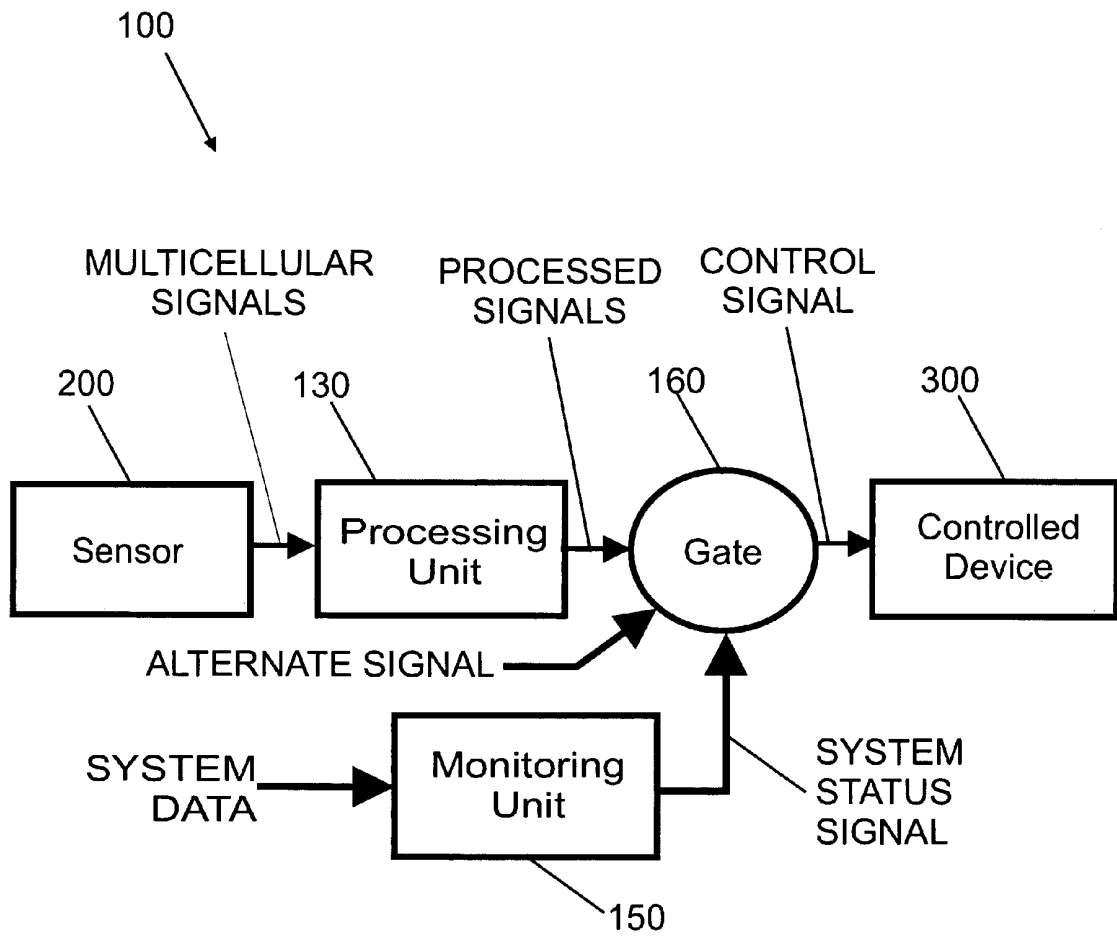 100
MULTICELLULAR
SIGNALS
PROCESSED
SIGNALS
CONTROL
SIGNAL
200
130
160
300
Sensor
Processing
Unit
Gate
Controlled
Device
ALTERNATE SIGNAL
SYSTEM
DATA
Monitoring
Unit
SYSTEM
STATUS
SIGNAL
150